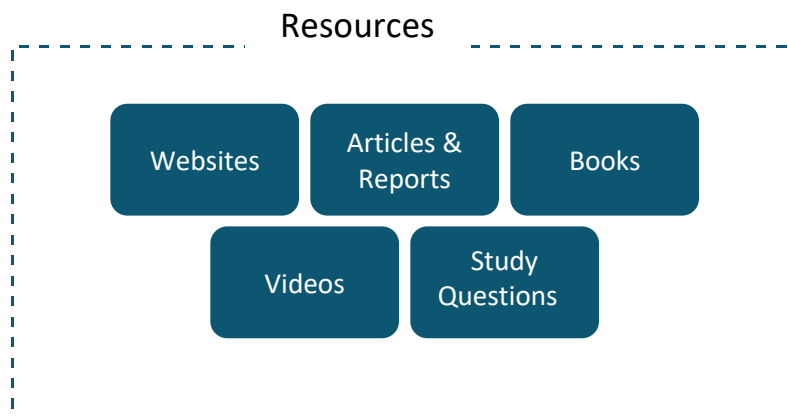 Resources
Websites
Articles &
Reports
Books
Videos
Study
Questions